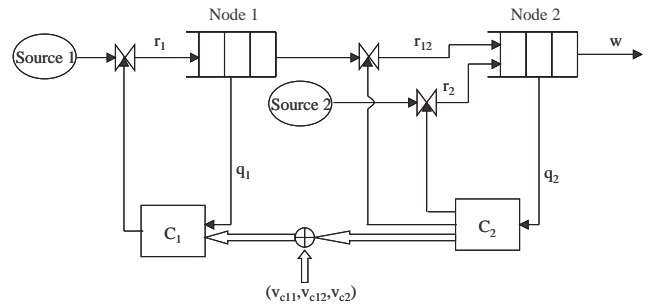 Node 1
Node 2
Source 1
r1
r12
w
Source 2
r2
q1
q2
C1
C2
(vc11,vc12,vc2)